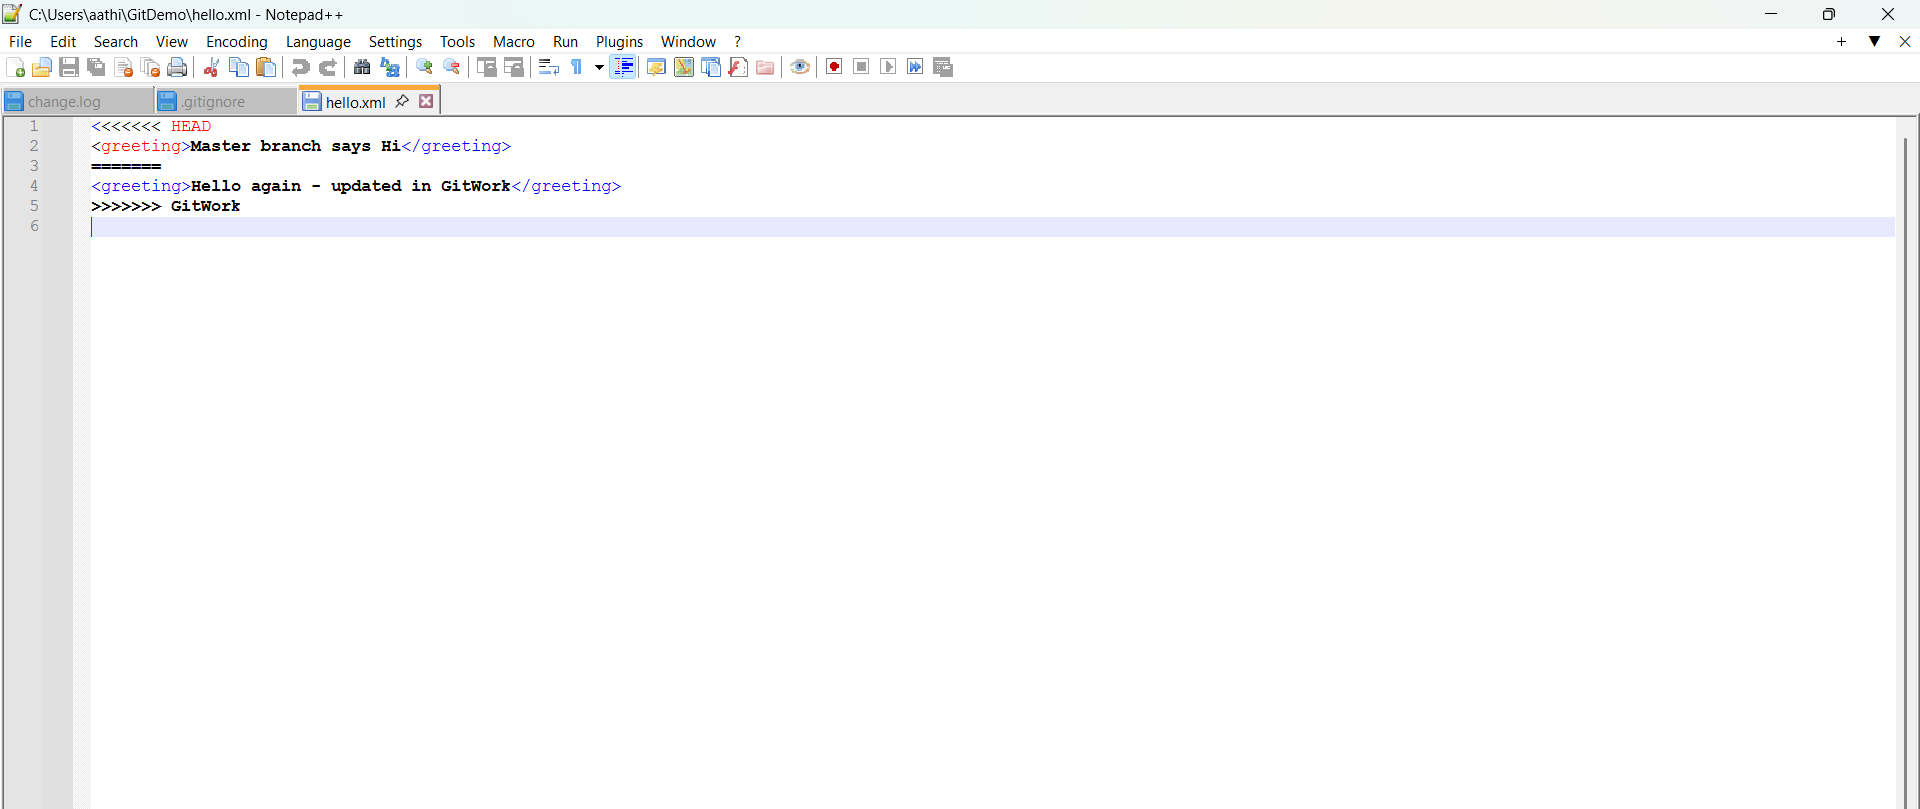 C:\Users\aathi\GitDemo\hello.xml - Notepad++
File Edit Search View Encoding Language Settings Tools Macro Run Plugins Window ?
change.log .gitignore hello.xml
1 <<<<<<< HEAD
2 <greeting>Master branch says Hi</greeting>
3 =======
4 <greeting>Hello again - updated in GitWork</greeting>
5 >>>>>>> GitWork
6